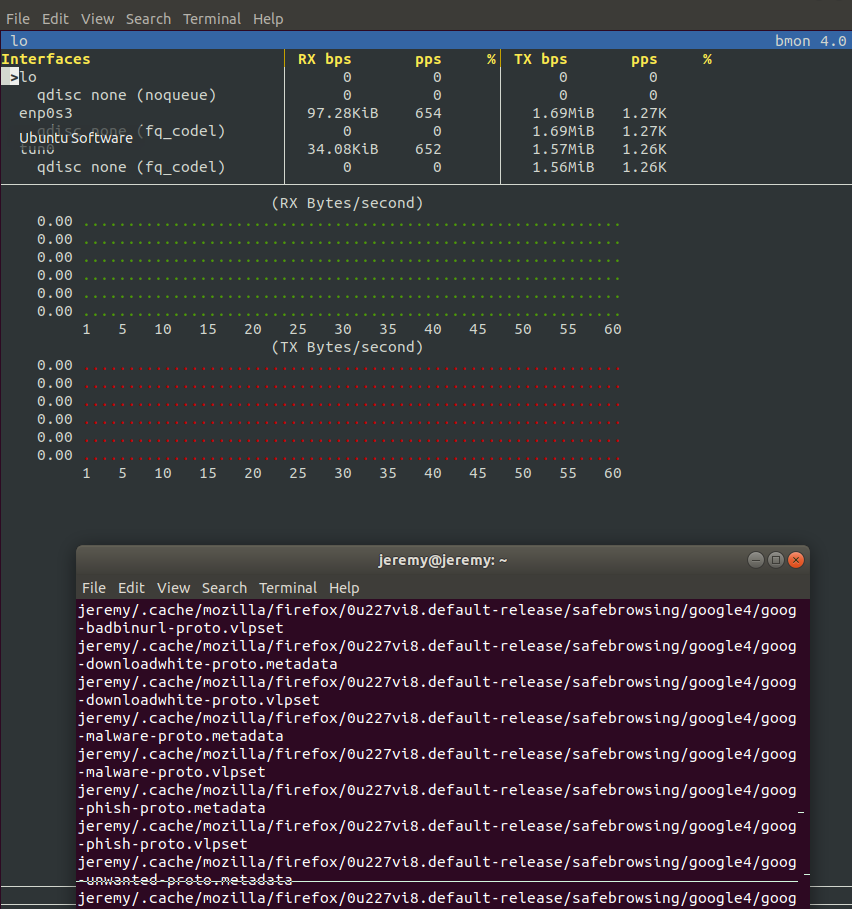 File Edit View Search Terminal Help
lo bmon 4.0
Interfaces RX bps pps % TX bps pps %
>lo 0 0 0 0
qdisc none (noqueue) 0 0 0 0
enp0s3 97.28KiB 654 1.69MiB 1.27K
qdisc none (fq_codel) 0 0 1.69MiB 1.27K
Ubuntu Software
tun0 34.08KiB 652 1.57MiB 1.26K
qdisc none (fq_codel) 0 0 1.56MiB 1.26K
(RX Bytes/second)
0.00
0.00
0.00
0.00
0.00
0.00
1 5 10 15 20 25 30 35 40 45 50 55 60
(TX Bytes/second)
0.00
0.00
0.00
0.00
0.00
0.00
1 5 10 15 20 25 30 35 40 45 50 55 60
jeremy@jeremy: ~
File Edit View Search Terminal Help
jeremy/.cache/mozilla/firefox/0u227vi8.default-release/safebrowsing/google4/goog
-badbinurl-proto.vlpset
jeremy/.cache/mozilla/firefox/0u227vi8.default-release/safebrowsing/google4/goog
-downloadwhite-proto.metadata
jeremy/.cache/mozilla/firefox/0u227vi8.default-release/safebrowsing/google4/goog
-downloadwhite-proto.vlpset
jeremy/.cache/mozilla/firefox/0u227vi8.default-release/safebrowsing/google4/goog
-malware-proto.metadata
jeremy/.cache/mozilla/firefox/0u227vi8.default-release/safebrowsing/google4/goog
-malware-proto.vlpset
jeremy/.cache/mozilla/firefox/0u227vi8.default-release/safebrowsing/google4/goog
-phish-proto.metadata
jeremy/.cache/mozilla/firefox/0u227vi8.default-release/safebrowsing/google4/goog
-phish-proto.vlpset
jeremy/.cache/mozilla/firefox/0u227vi8.default-release/safebrowsing/google4/goog
-unwanted-proto.metadata
jeremy/.cache/mozilla/firefox/0u227vi8.default-release/safebrowsing/google4/goog